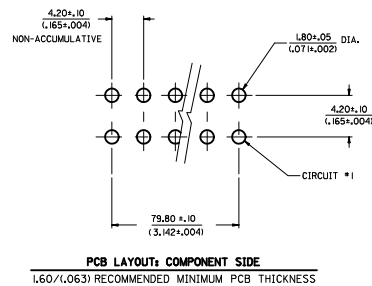 4.20±.10
(.165±.004)
NON-ACCUMULATIVE
1.80±.05
(.071±.002)
DIA.
4.20±.10
(.165±.004)
CIRCUIT #1
79.80 ±.10
(3.142±.004)
PCB LAYOUT: COMPONENT SIDE
1.60/(.063) RECOMMENDED MINIMUM PCB THICKNESS